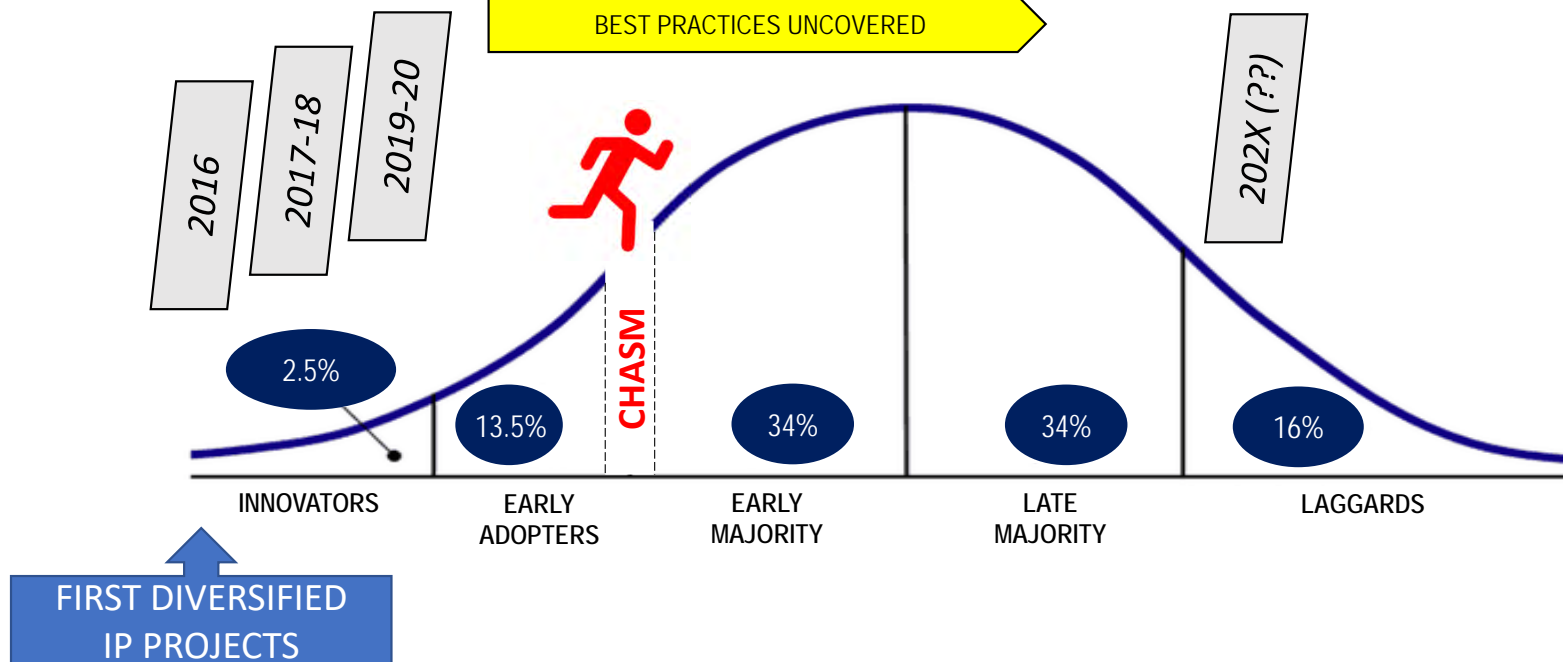 BEST PRACTICES UNCOVERED
2016
2017-18
2019-20
202X (??)
CHASM
2.5%
13.5%
34%
34%
16%
INNOVATORS
EARLY
ADOPTERS
EARLY
MAJORITY
LATE
MAJORITY
LAGGARDS
FIRST DIVERSIFIED
IP PROJECTS